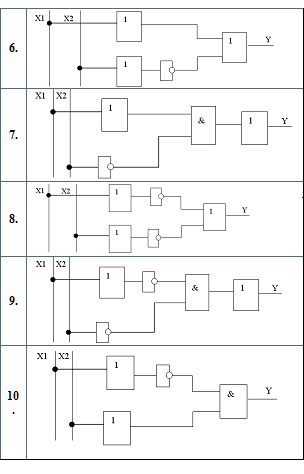 X1 X2 1
6. 1 Y
1
X1 X2
7. 1 & 1 Y
X1 X2 1
8. 1 Y
1
X1 X2
9. 1 & 1 Y
X1 X2 1
10 & Y
. 1